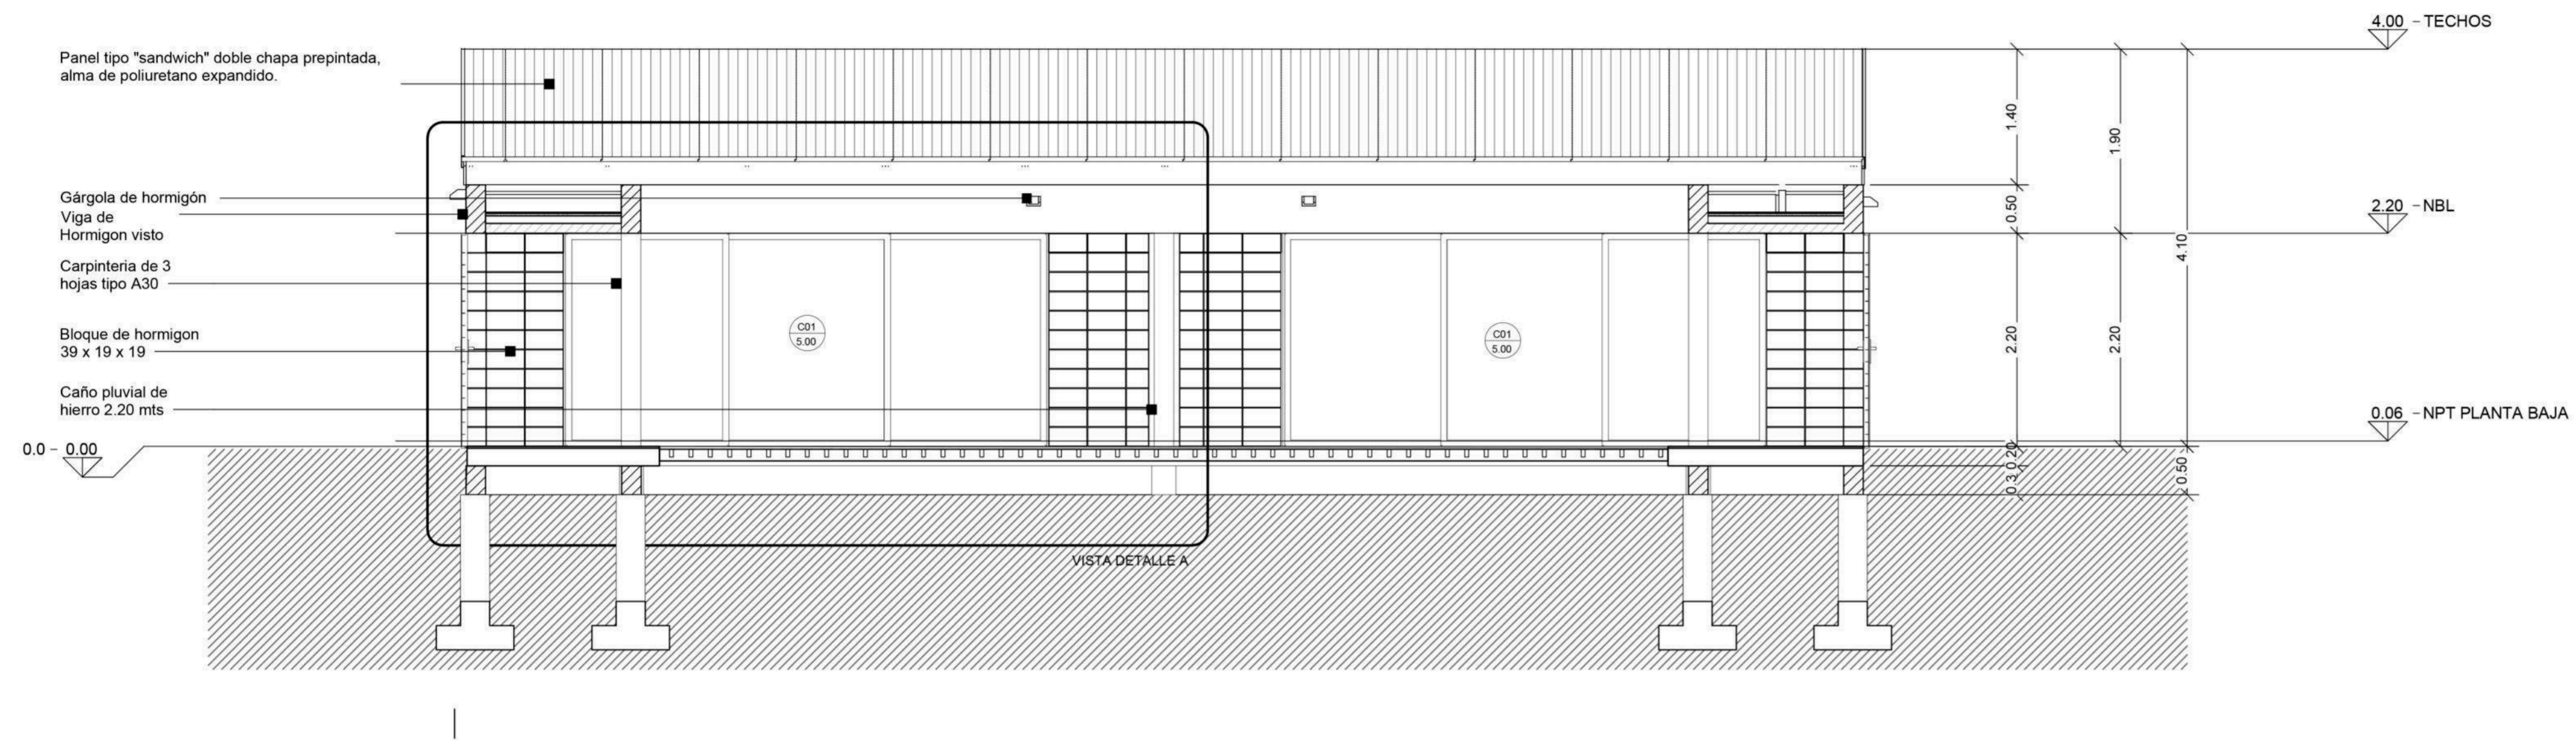 4.00 - TECHOS
Panel tipo "sandwich" doble chapa prepintada,
alma de poliuretano expandido.
1.40
1.90
Gárgola de hormigón
Viga de
Hormigon visto
0.50
2.20 - NBL
4.10
Carpinteria de 3
hojas tipo A30
C01
5.00
C01
5.00
Bloque de hormigon
39 x 19 x 19
2.20
2.20
Caño pluvial de
hierro 2.20 mts
0.06 - NPT PLANTA BAJA
0.0 - 0.00
0.20
0.3
0.50
VISTA DETALLE A